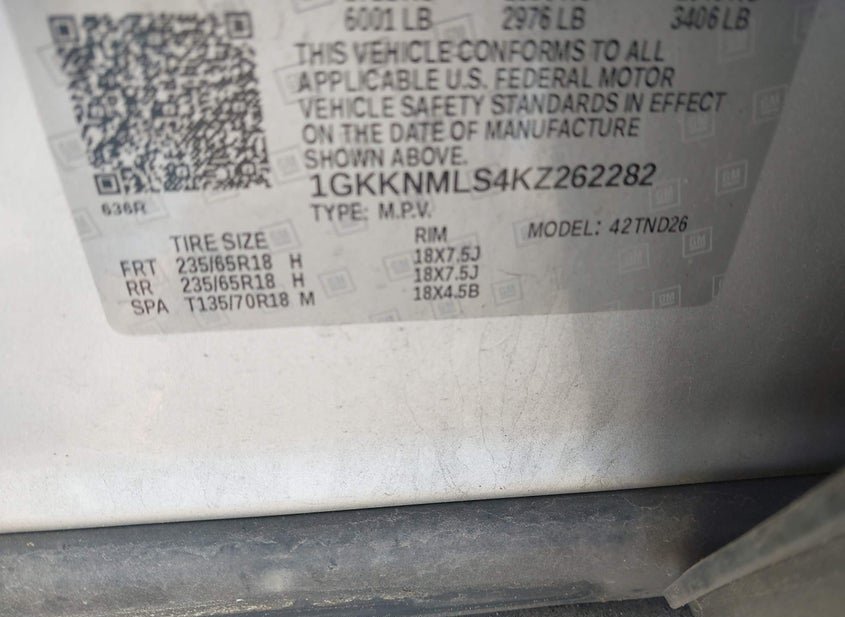 6001 LB 2976 LB 3406 LB
THIS VEHICLE CONFORMS TO ALL
APPLICABLE U.S. FEDERAL MOTOR
VEHICLE SAFETY STANDARDS IN EFFECT
ON THE DATE OF MANUFACTURE
SHOWN ABOVE.
1GKKNMLS4KZ262282
636R
TYPE: M.P.V. MODEL: 42TND26
TIRE SIZE RIM
FRT 235/65R18 H 18X7.5J
RR 235/65R18 H 18X7.5J
SPA T135/70R18 M 18X4.5B